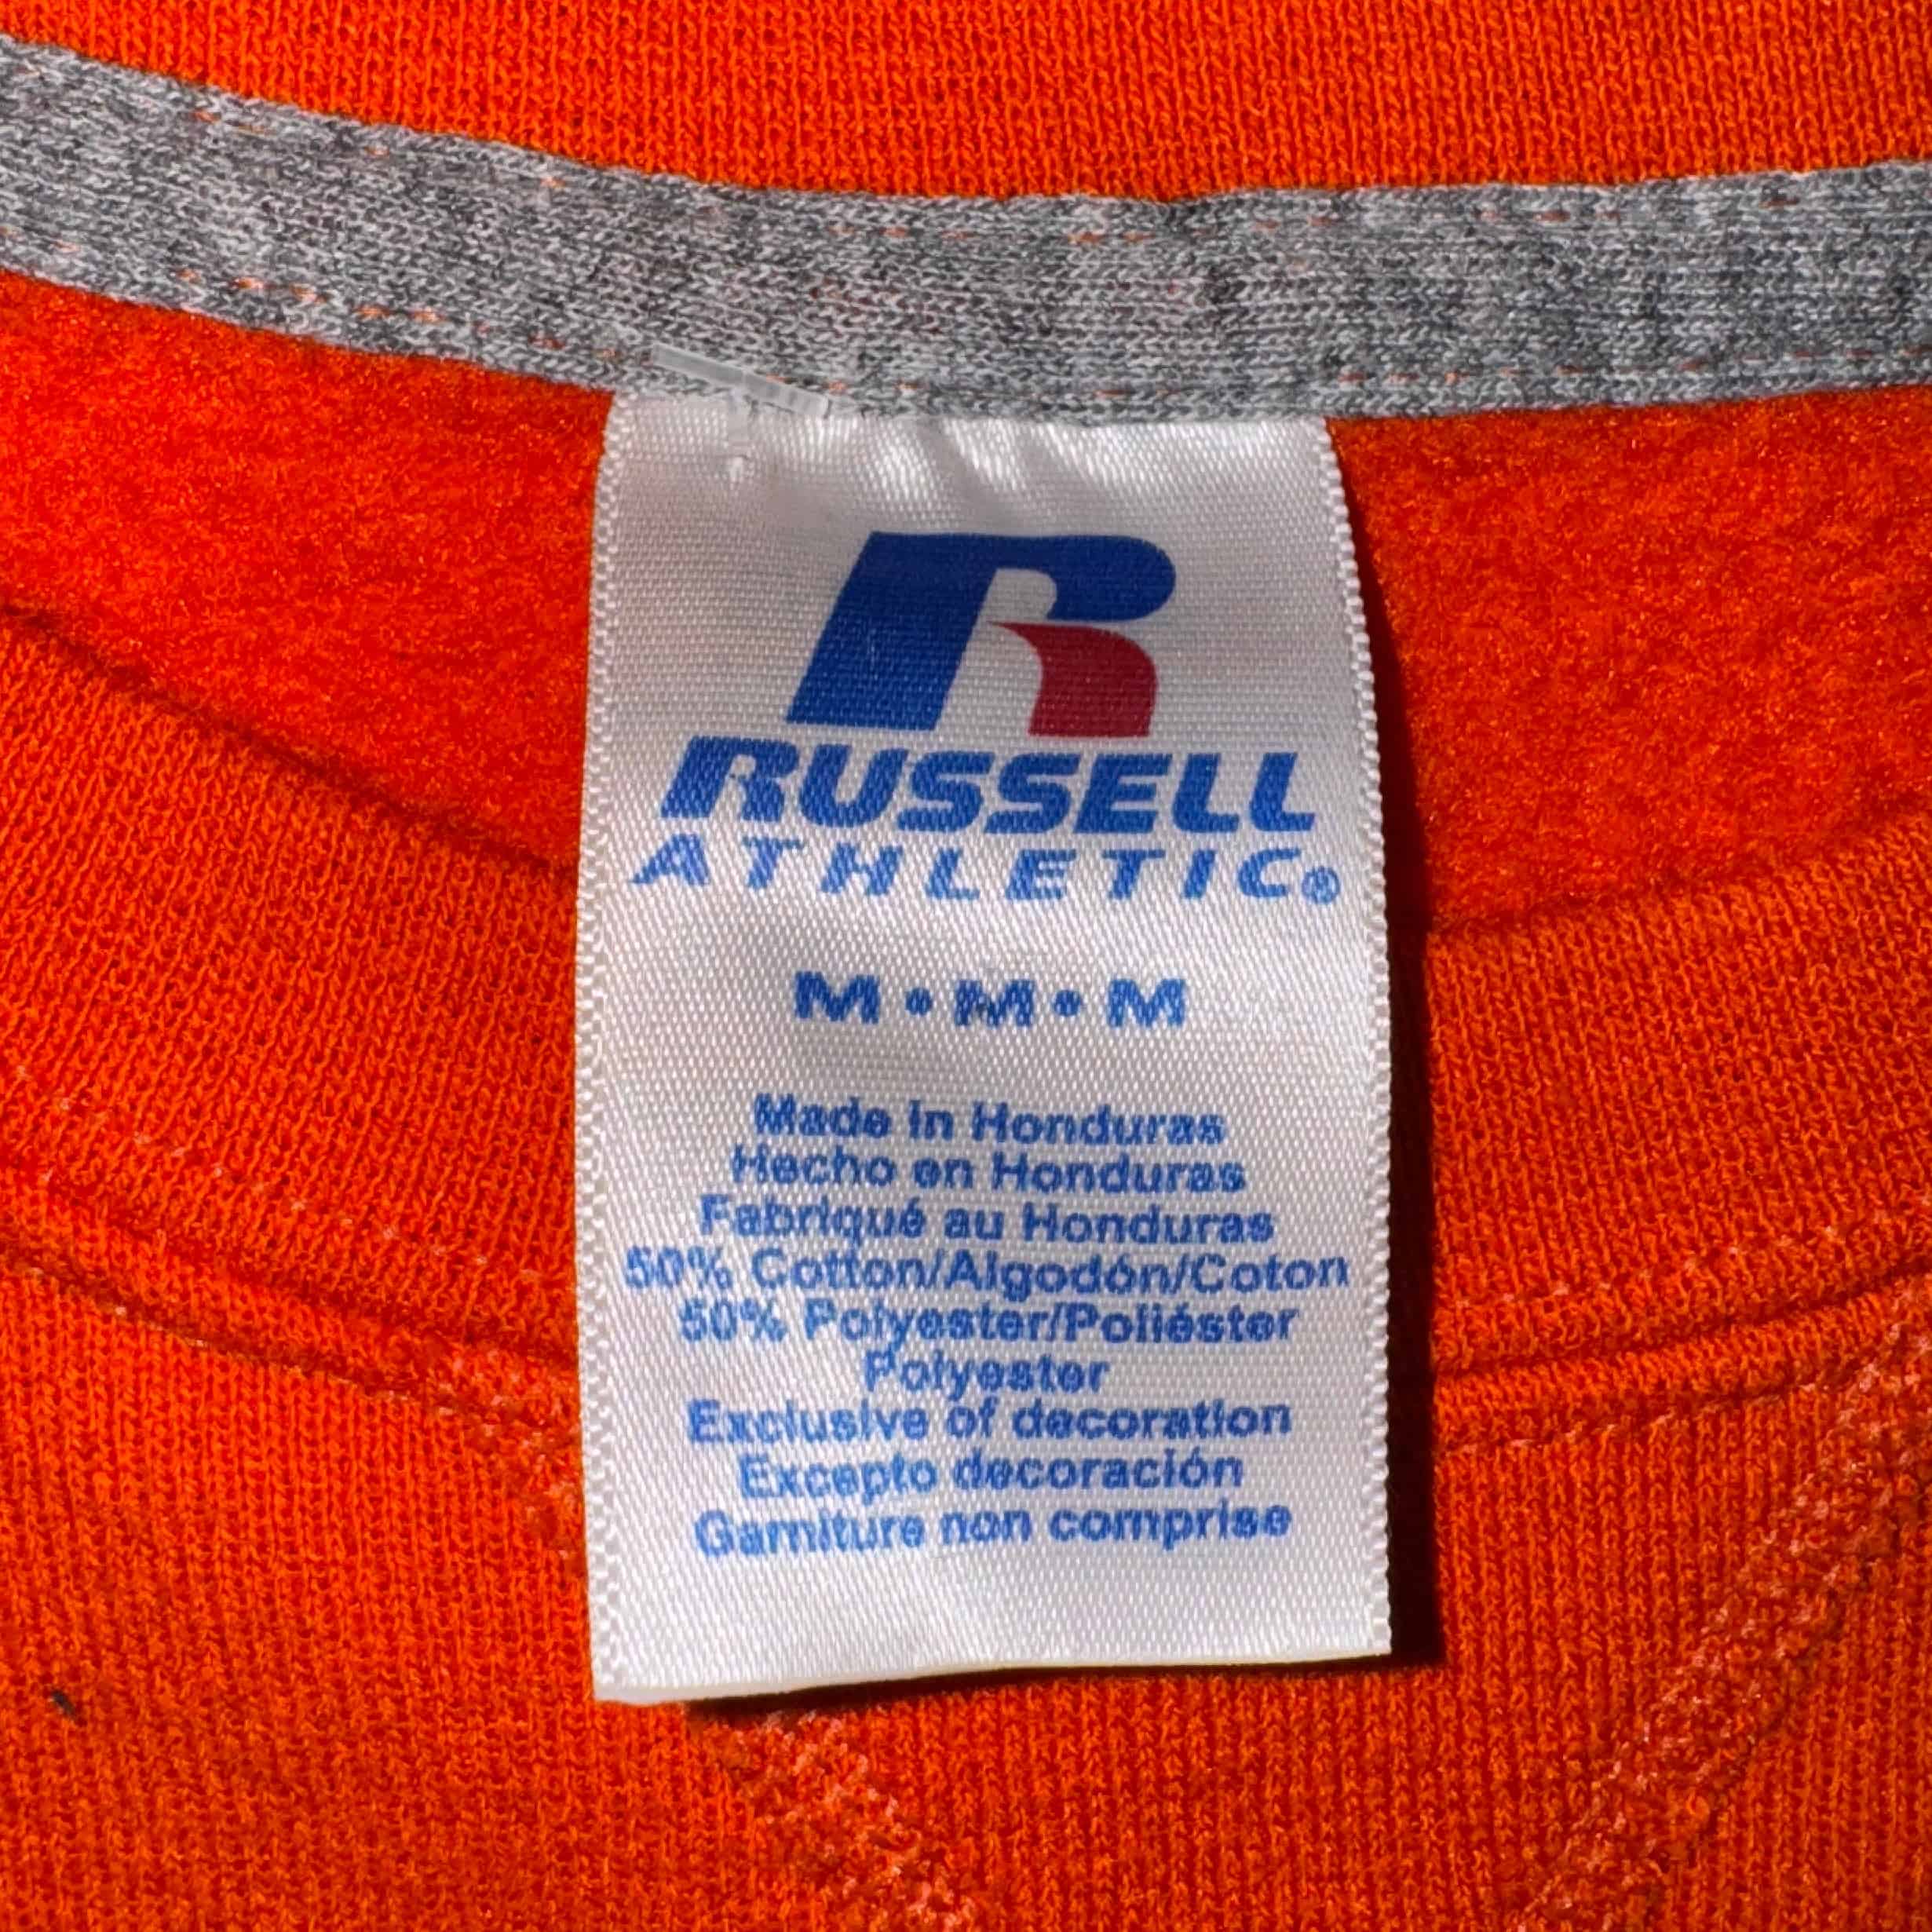 R
RUSSELL
ATHLETIC®
M • M • M
Made in Honduras
Hecho en Honduras
Fabriqué au Honduras
50% Cotton/Algodón/Coton
50% Polyester/Poliéster
Polyester
Exclusive of decoration
Excepto decoración
Garniture non comprise